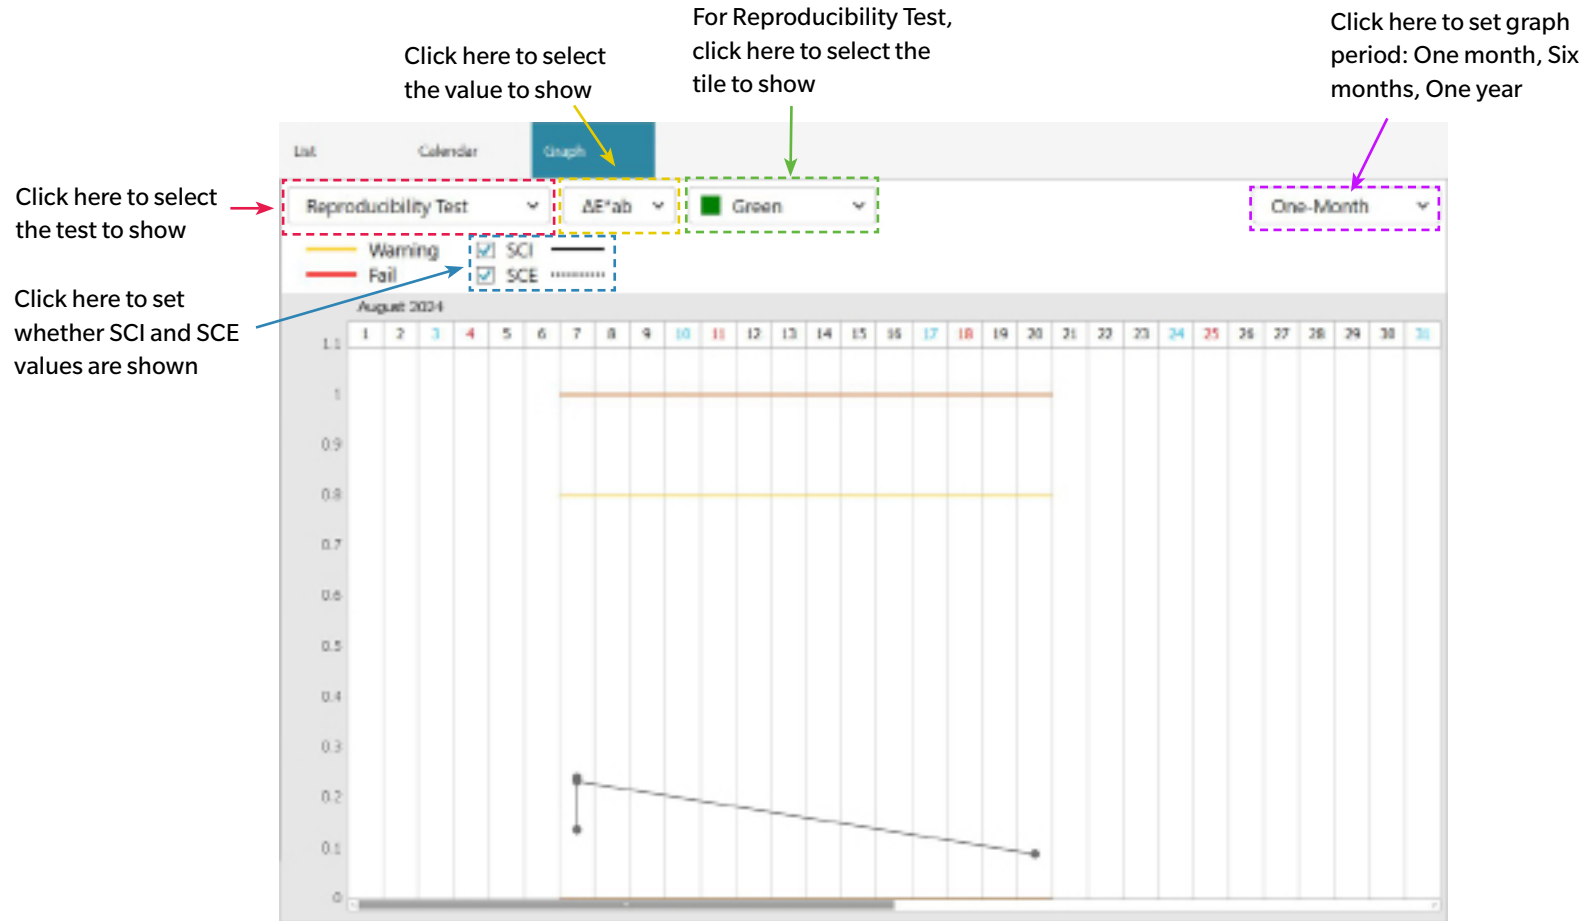 For Reproducibility Test,
click here to select the
tile to show
Click here to set graph
period: One month, Six
months, One year
Click here to select
the value to show
List
Calendar
Graph
Click here to select
the test to show
Reproducibility Test
ΔE*ab
Green
One-Month
Warning
SCI
Fail
SCE
Click here to set
whether SCI and SCE
values are shown
August 2024
1 2 3 4 5 6 7 8 9 10 11 12 13 14 15 16 17 18 19 20 21 22 23 24 25 26 27 28 29 30 31
1.1
1
0.9
0.8
0.7
0.6
0.5
0.4
0.3
0.2
0.1
0